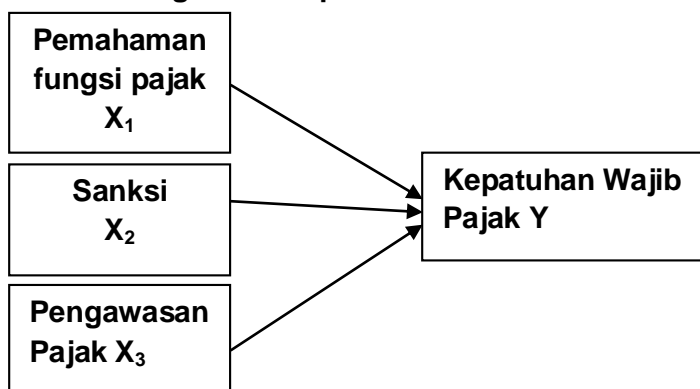 Pemahaman
fungsi pajak
X₁
Sanksi
X₂
Pengawasan
Pajak X₃
Kepatuhan Wajib
Pajak Y